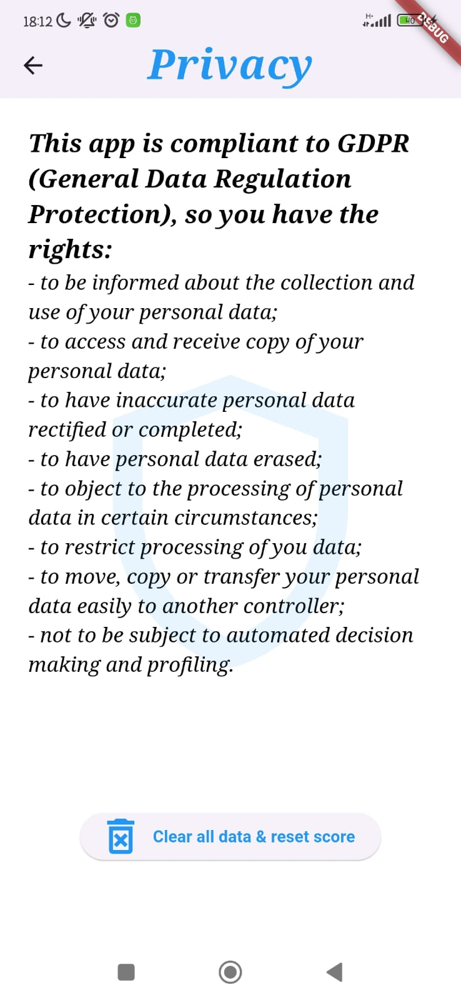 18:12
H+
40
DEBUG
Privacy
This app is compliant to GDPR
(General Data Regulation
Protection), so you have the
rights:
- to be informed about the collection and
use of your personal data;
- to access and receive copy of your
personal data;
- to have inaccurate personal data
rectified or completed;
- to have personal data erased;
- to object to the processing of personal
data in certain circumstances;
- to restrict processing of you data;
- to move, copy or transfer your personal
data easily to another controller;
- not to be subject to automated decision
making and profiling.
Clear all data & reset score